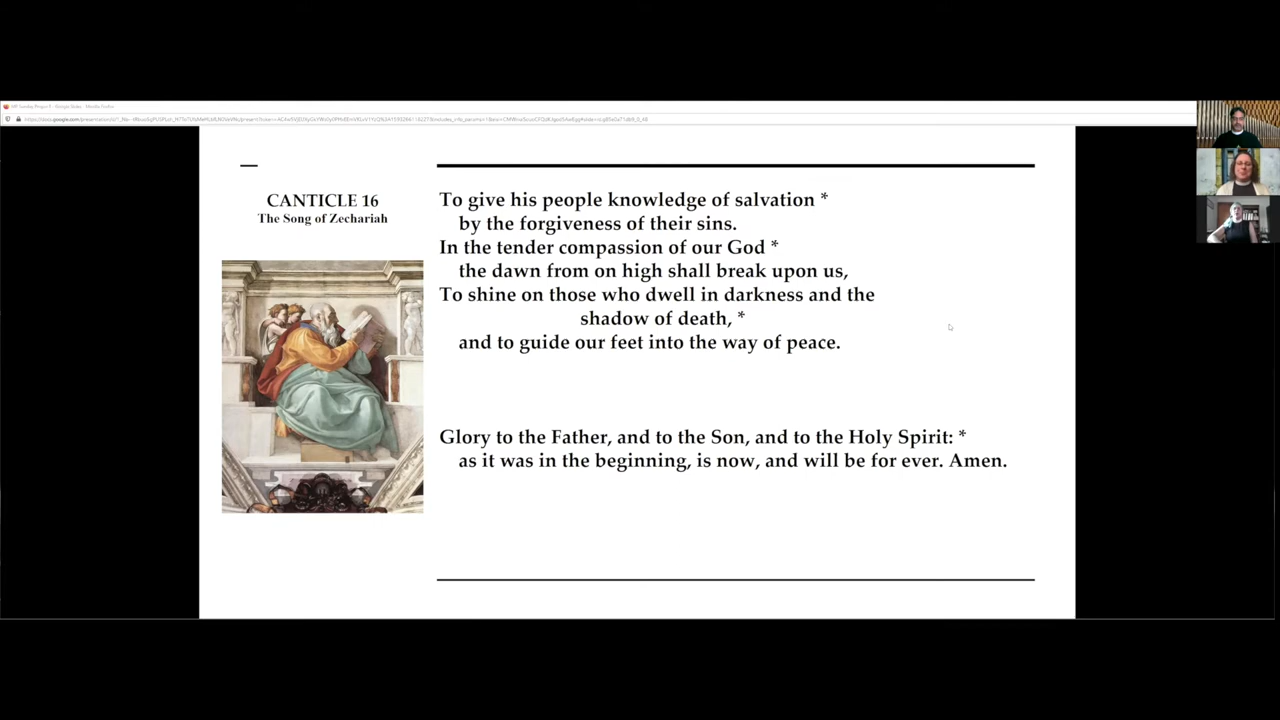 CANTICLE 16
The Song of Zechariah
To give his people knowledge of salvation *
by the forgiveness of their sins.
In the tender compassion of our God *
the dawn from on high shall break upon us,
To shine on those who dwell in darkness and the
shadow of death, *
and to guide our feet into the way of peace.
Glory to the Father, and to the Son, and to the Holy Spirit: *
as it was in the beginning, is now, and will be for ever. Amen.